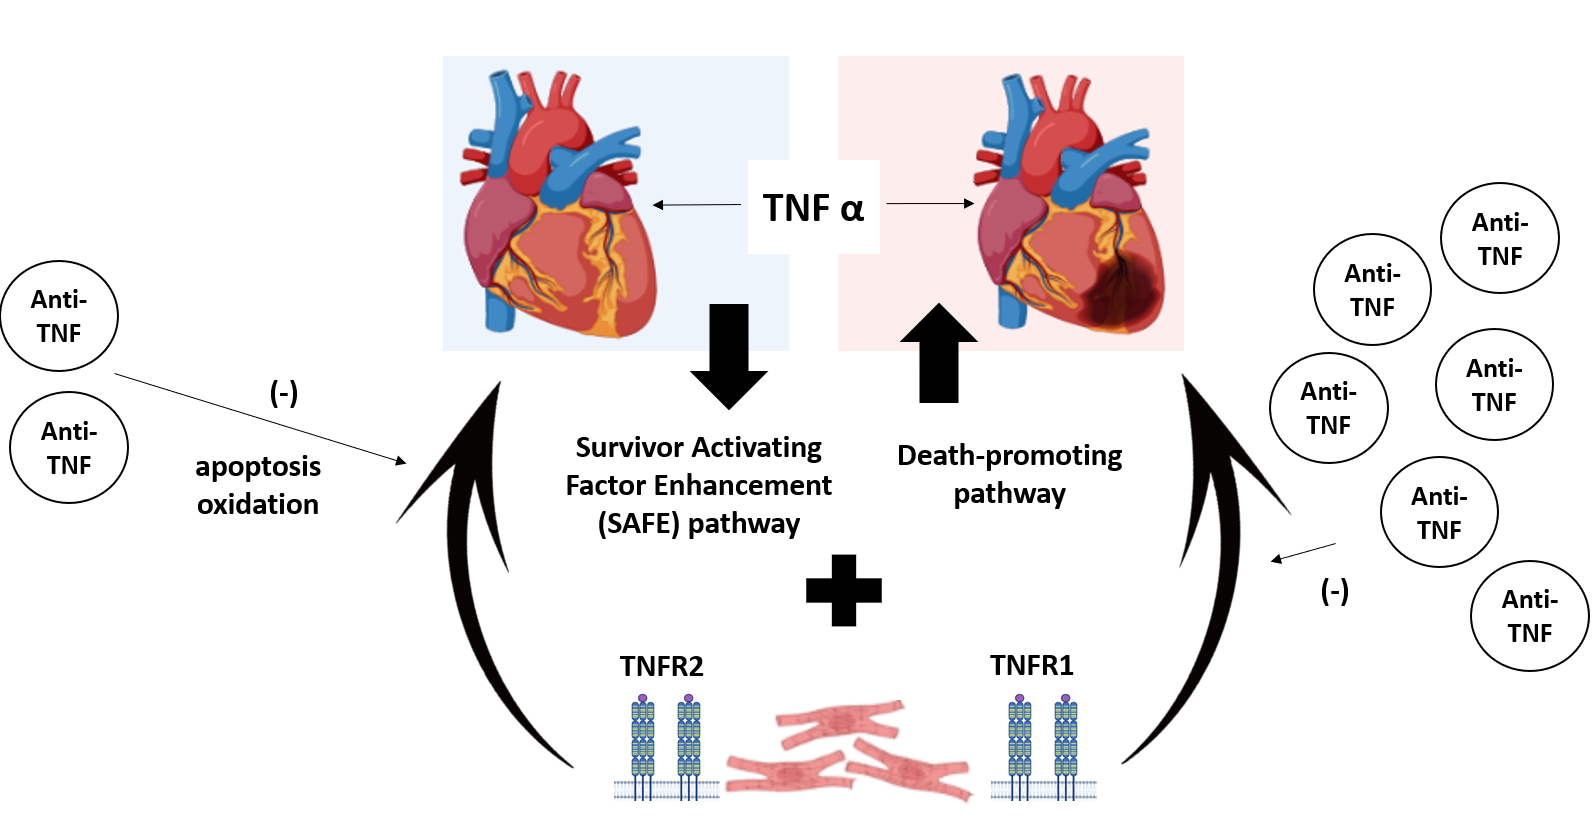 TNF α
Anti-
TNF
Anti-
TNF
(-)
apoptosis
oxidation
Survivor Activating
Factor Enhancement
(SAFE) pathway
Death-promoting
pathway
TNFR2
TNFR1
Anti-
TNF
Anti-
TNF
Anti-
TNF
Anti-
TNF
Anti-
TNF
Anti-
TNF
(-)